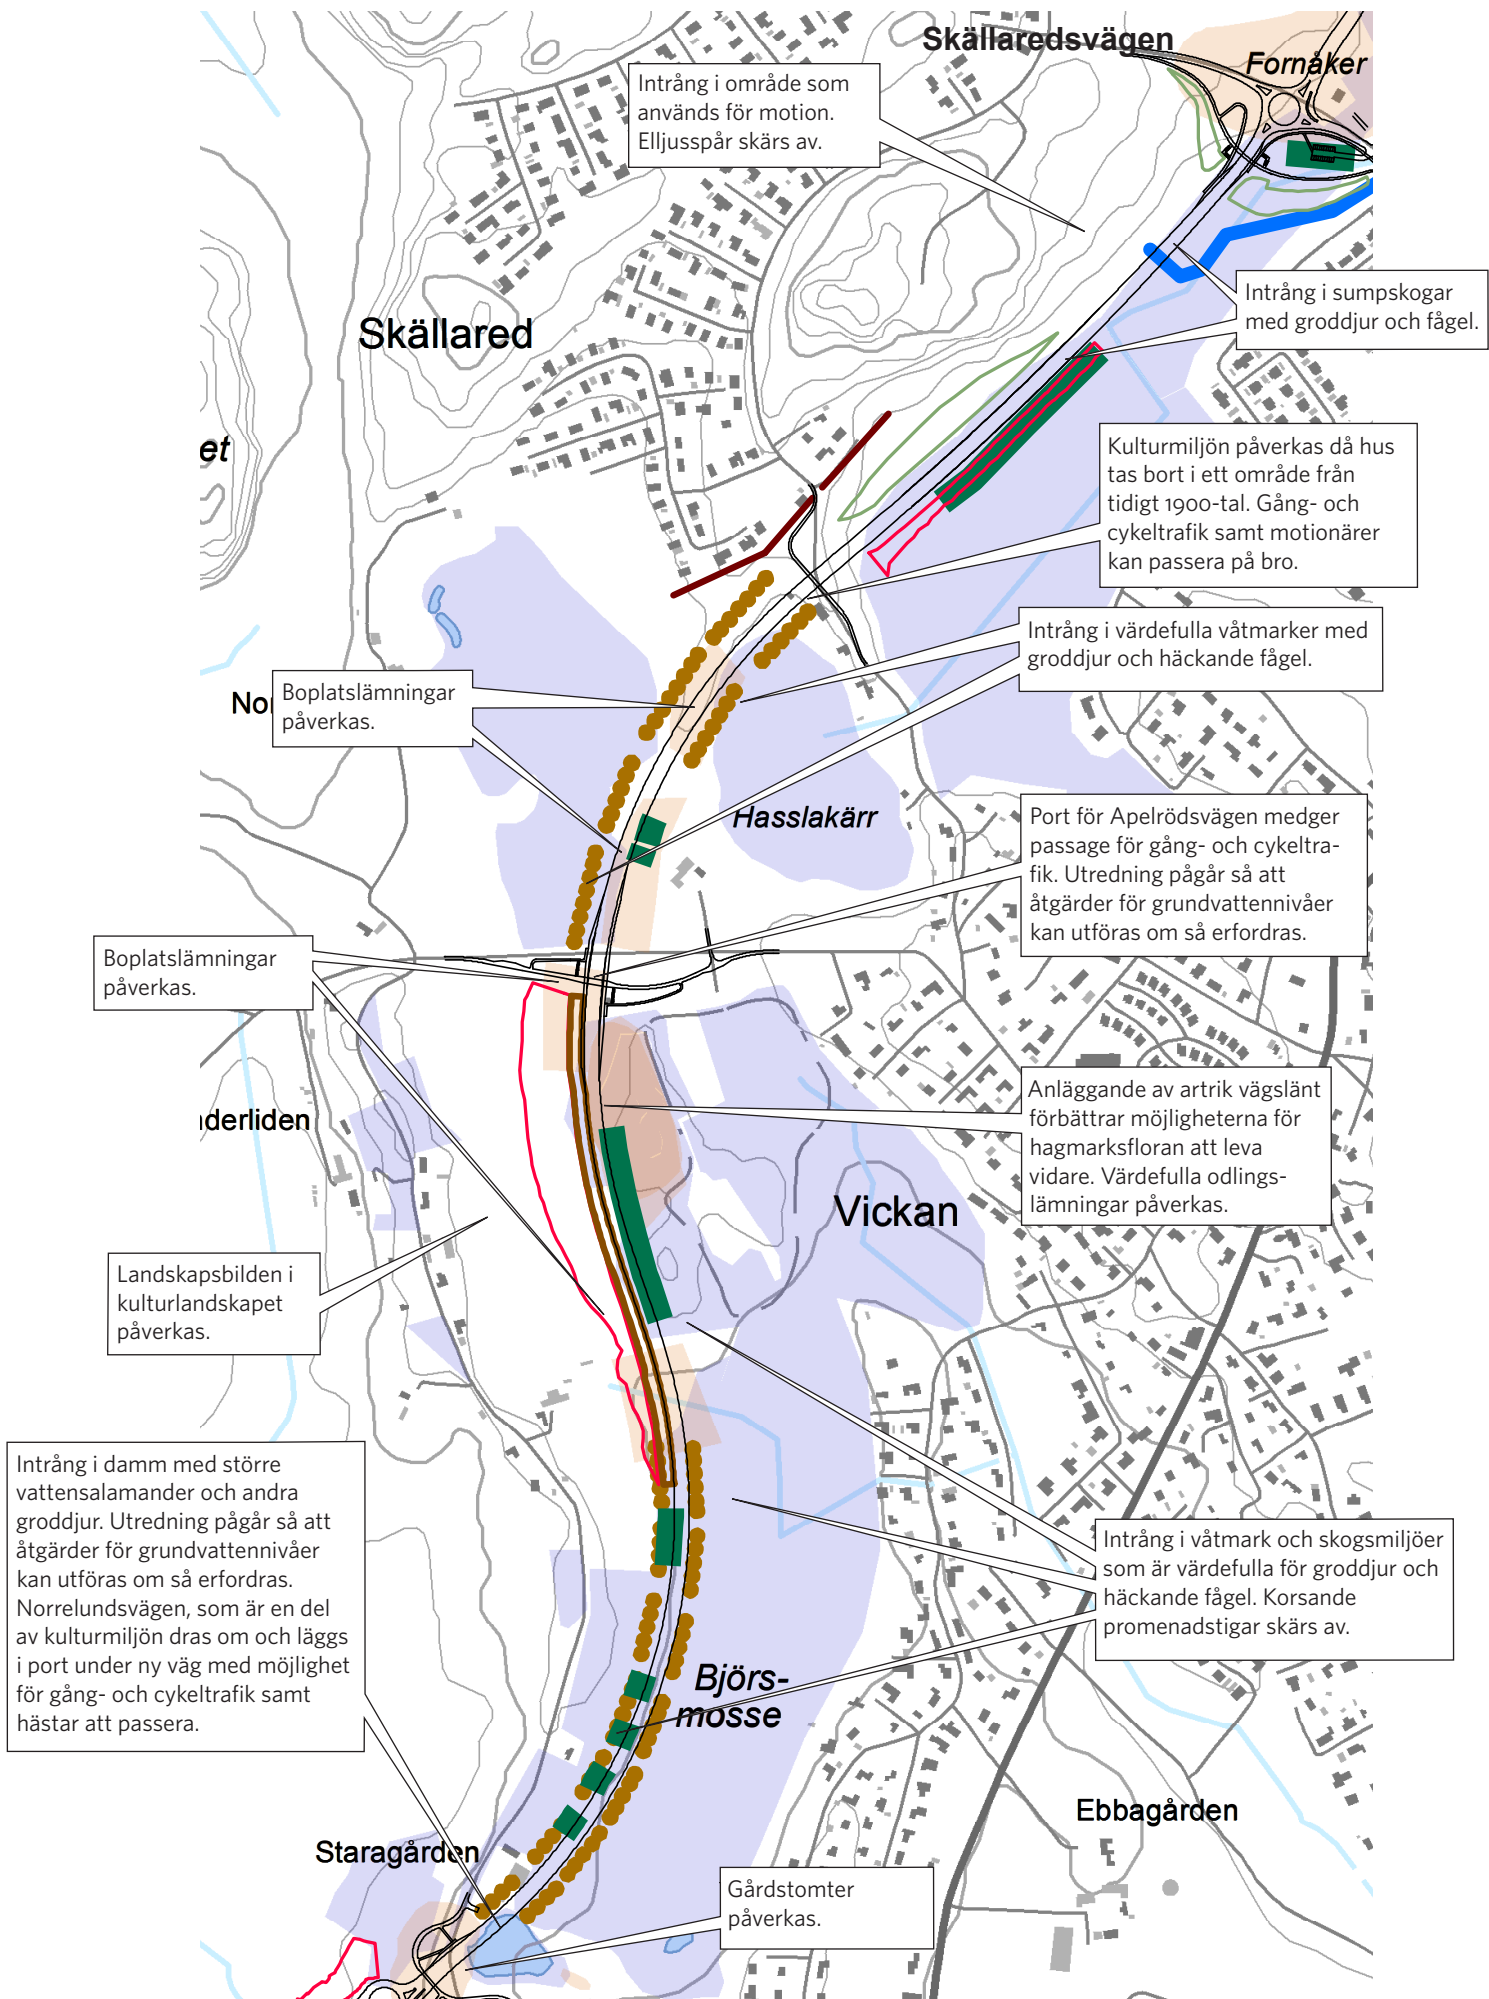 Skällaredsvägen
Fornåker
Intrång i område som
används för motion.
Elljusspår skärs av.
Intrång i sumpskogar
med groddjur och fågel.
Skällared
et
Kulturmiljön påverkas då hus
tas bort i ett område från
tidigt 1900-tal. Gång- och
cykeltrafik samt motionärer
kan passera på bro.
Intrång i värdefulla våtmarker med
groddjur och häckande fågel.
Nor
Boplatslämningar
påverkas.
Hasslakärr
Port för Apelrödsvägen medger
passage för gång- och cykeltra-
fik. Utredning pågår så att
åtgärder för grundvattennivåer
kan utföras om så erfordras.
Boplatslämningar
påverkas.
Anläggande av artrik vägslänt
förbättrar möjligheterna för
hagmarksfloran att leva
vidare. Värdefulla odlings-
lämningar påverkas.
derliden
Vickan
Landskapsbilden i
kulturlandskapet
påverkas.
Intrång i damm med större
vattensalamander och andra
groddjur. Utredning pågår så att
åtgärder för grundvattennivåer
kan utföras om så erfordras.
Norrelundsvägen, som är en del
av kulturmiljön dras om och läggs
i port under ny väg med möjlighet
för gång- och cykeltrafik samt
hästar att passera.
Intrång i våtmark och skogsmiljöer
som är värdefulla för groddjur och
häckande fågel. Korsande
promenadstigar skärs av.
Björs-
mosse
Ebbagården
Staragården
Gårdstomter
påverkas.